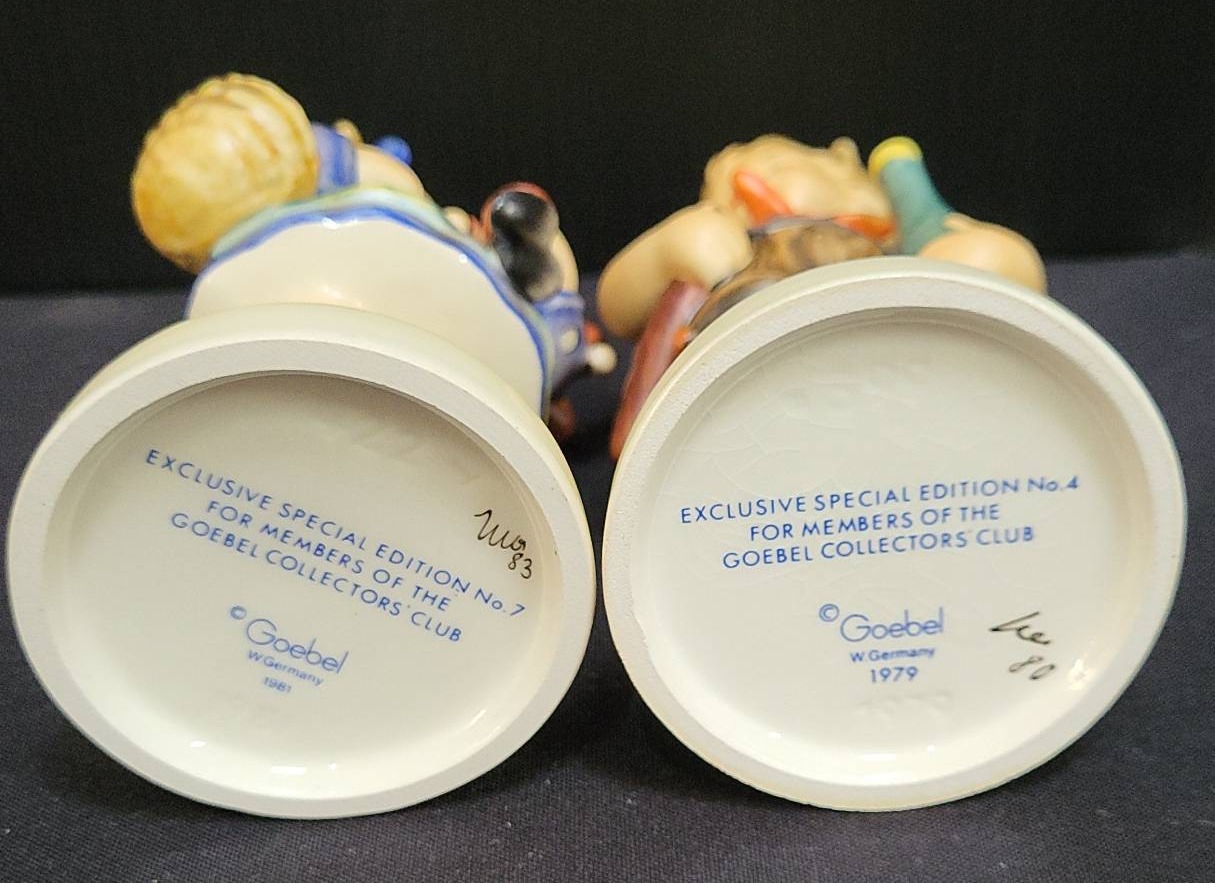 EXCLUSIVE SPECIAL EDITION No. 7
FOR MEMBERS OF THE
GOEBEL COLLECTORS' CLUB
83
© Goebel
W. Germany
1981
EXCLUSIVE SPECIAL EDITION No. 4
FOR MEMBERS OF THE
GOEBEL COLLECTORS' CLUB
© Goebel
W. Germany
1979
80